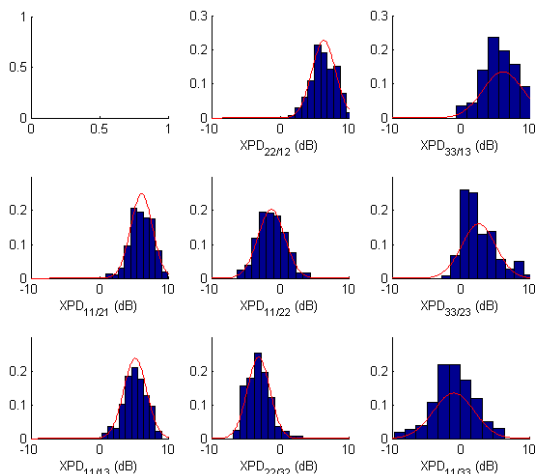 1
0.5
0
0 0.5 1
0.3
0.2
0.1
0
-10 0 10
XPD22/12 (dB)
0.3
0.2
0.1
0
-10 0 10
XPD33/13 (dB)
0.2
0.1
0
-10 0 10
XPD11/21 (dB)
0.2
0.1
0
-10 0 10
XPD11/22 (dB)
0.2
0.1
0
-10 0 10
XPD33/23 (dB)
0.2
0.1
0
-10 0 10
XPD11/13 (dB)
0.2
0.1
0
-10 0 10
XPD22/32 (dB)
0.2
0.1
0
-10 0 10
XPD11/33 (dB)